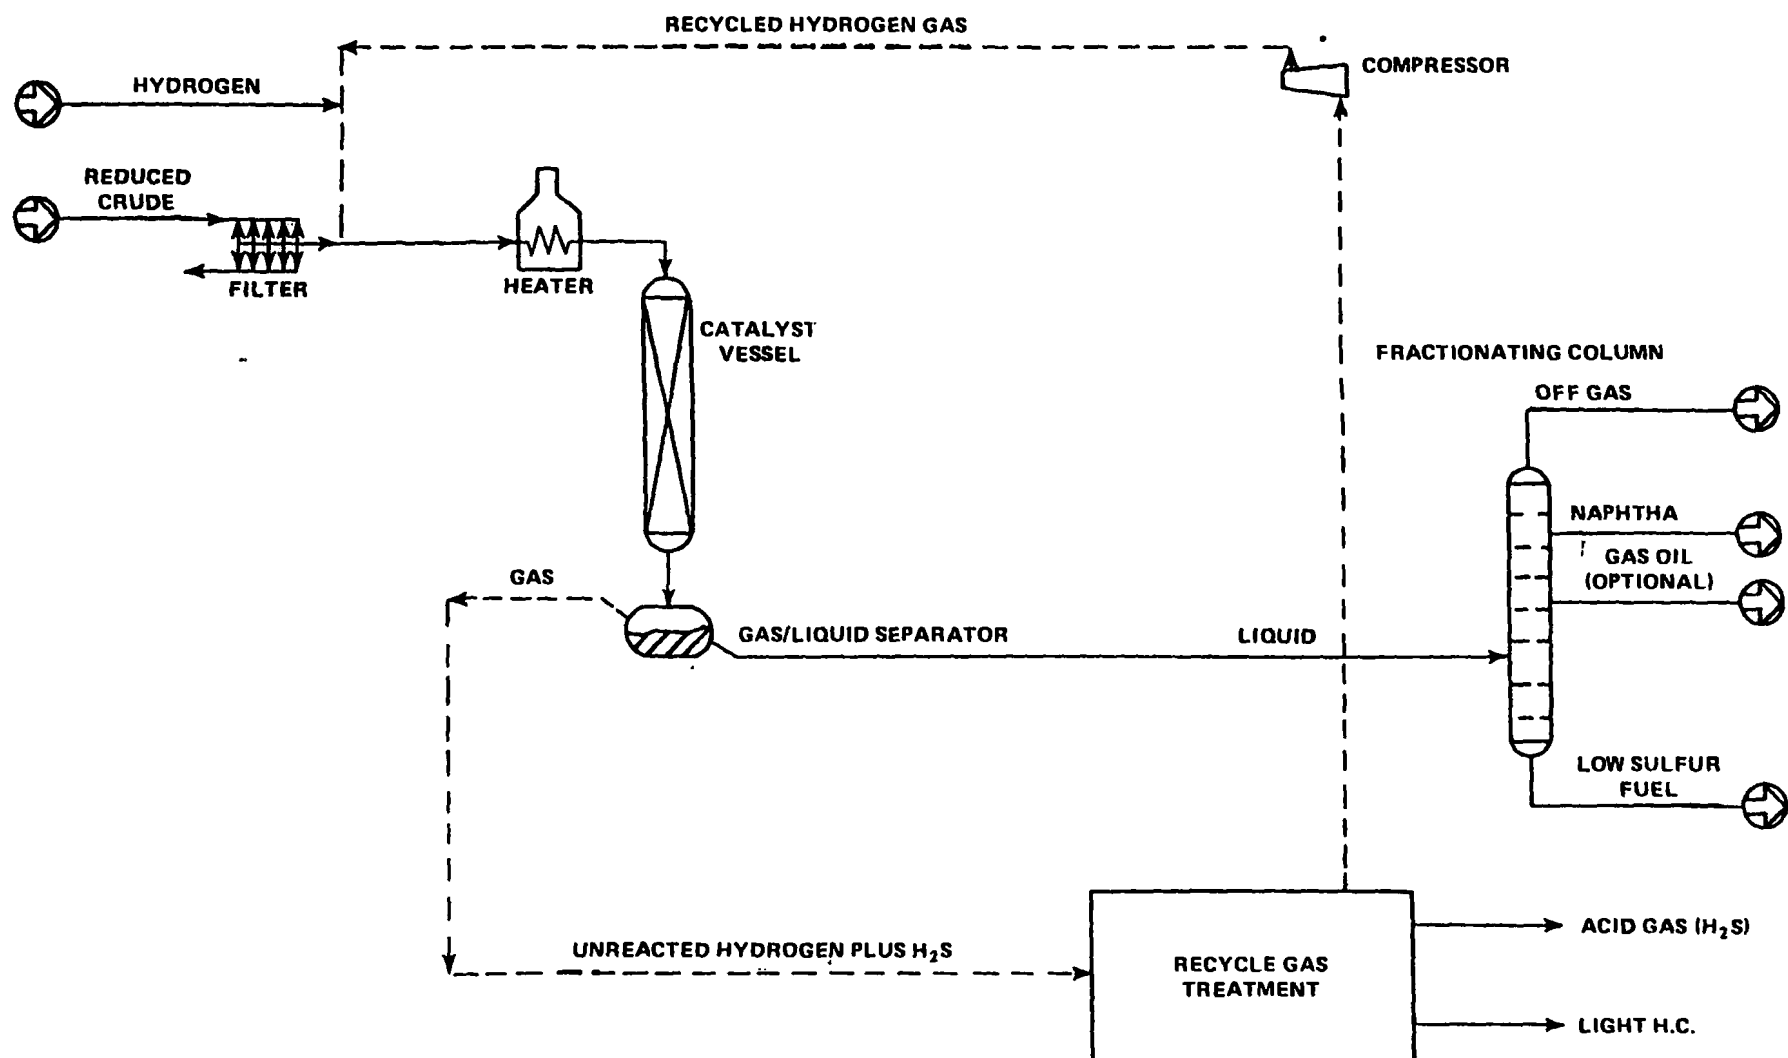 RECYCLED HYDROGEN GAS
COMPRESSOR
HYDROGEN
REDUCED
CRUDE
FILTER
HEATER
CATALYST
VESSEL
FRACTIONATING COLUMN
OFF GAS
NAPHTHA
GAS OIL
(OPTIONAL)
GAS
GAS/LIQUID SEPARATOR
LIQUID
LOW SULFUR
FUEL
UNREACTED HYDROGEN PLUS H₂S
RECYCLE GAS
TREATMENT
ACID GAS (H₂S)
LIGHT H.C.